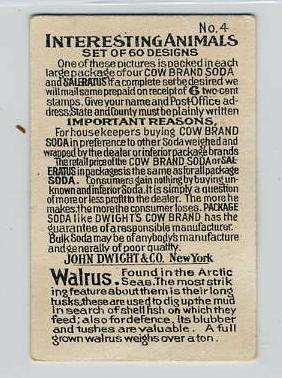 No. 4
INTERESTING ANIMALS
SET OF 60 DESIGNS
One of these pictures is packed in each
large package of our COW BRAND SODA
and SALERATUS if a complete set be desired we
will mail same prepaid on receipt of 6 two-cent
stamps. Give your name and Post-Office ad-
dress, State and County must be plainly written
IMPORTANT REASONS.
For housekeepers buying COW BRAND
SODA in preference to other Soda weighed and
wrapped by the dealer or inferior package brands
The retail price of the COW BRAND SODA or SAL-
ERATUS in packages is the same as for all package
SODA. Consumers gain nothing by buying un-
known and inferior Soda. It is simply a question
of more or less profit to the dealer. The more he
makes, the more the consumer loses. PACKAGE
SODA like DWIGHT'S COW BRAND has the
guarantee of a responsible manufacturer.
Bulk Soda may be of anybody's manufacture
and generally of poor quality.
JOHN DWIGHT & CO. New York
Walrus. Found in the Arctic
Seas. The most strik
ing feature about them is their long
tusks, these are used to dig up the mud
in search of shell fish on which they
feed; also for defence. Its blubber
and tushes are valuable. A full
grown walrus weighs over a ton.